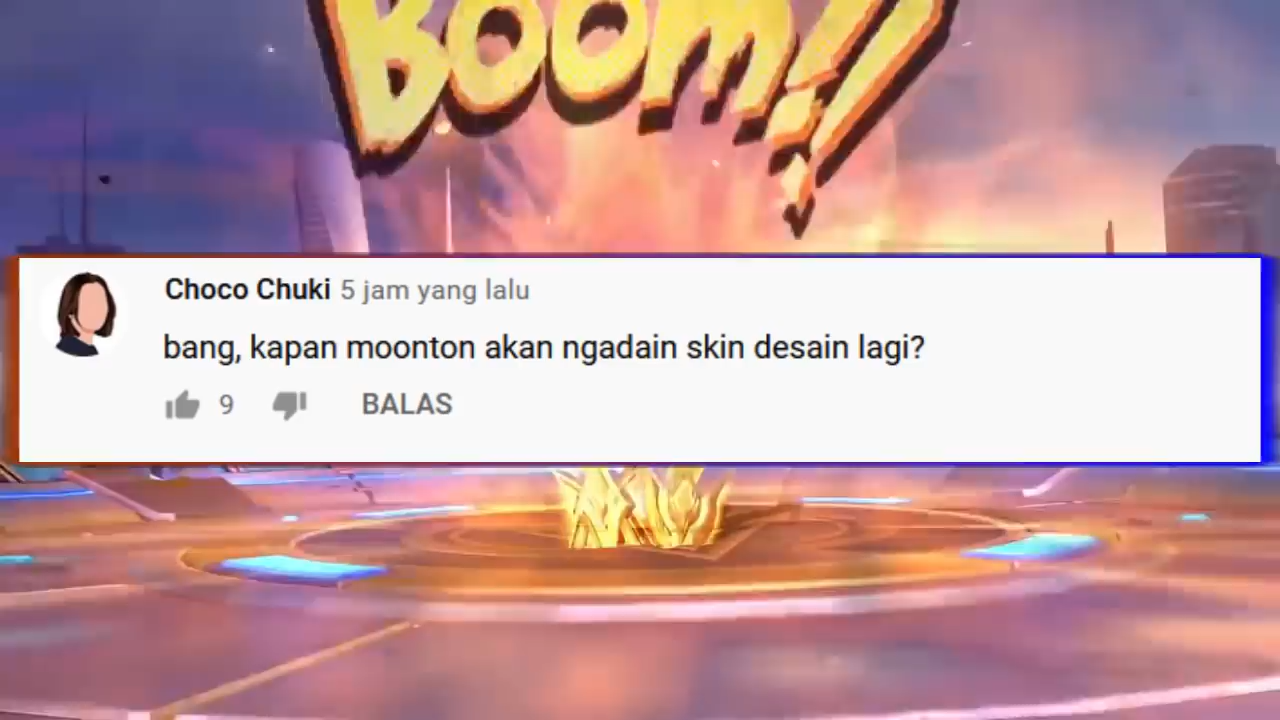 BOOM!!
Choco Chuki 5 jam yang lalu
bang, kapan moonton akan ngadain skin desain lagi?
9 BALAS